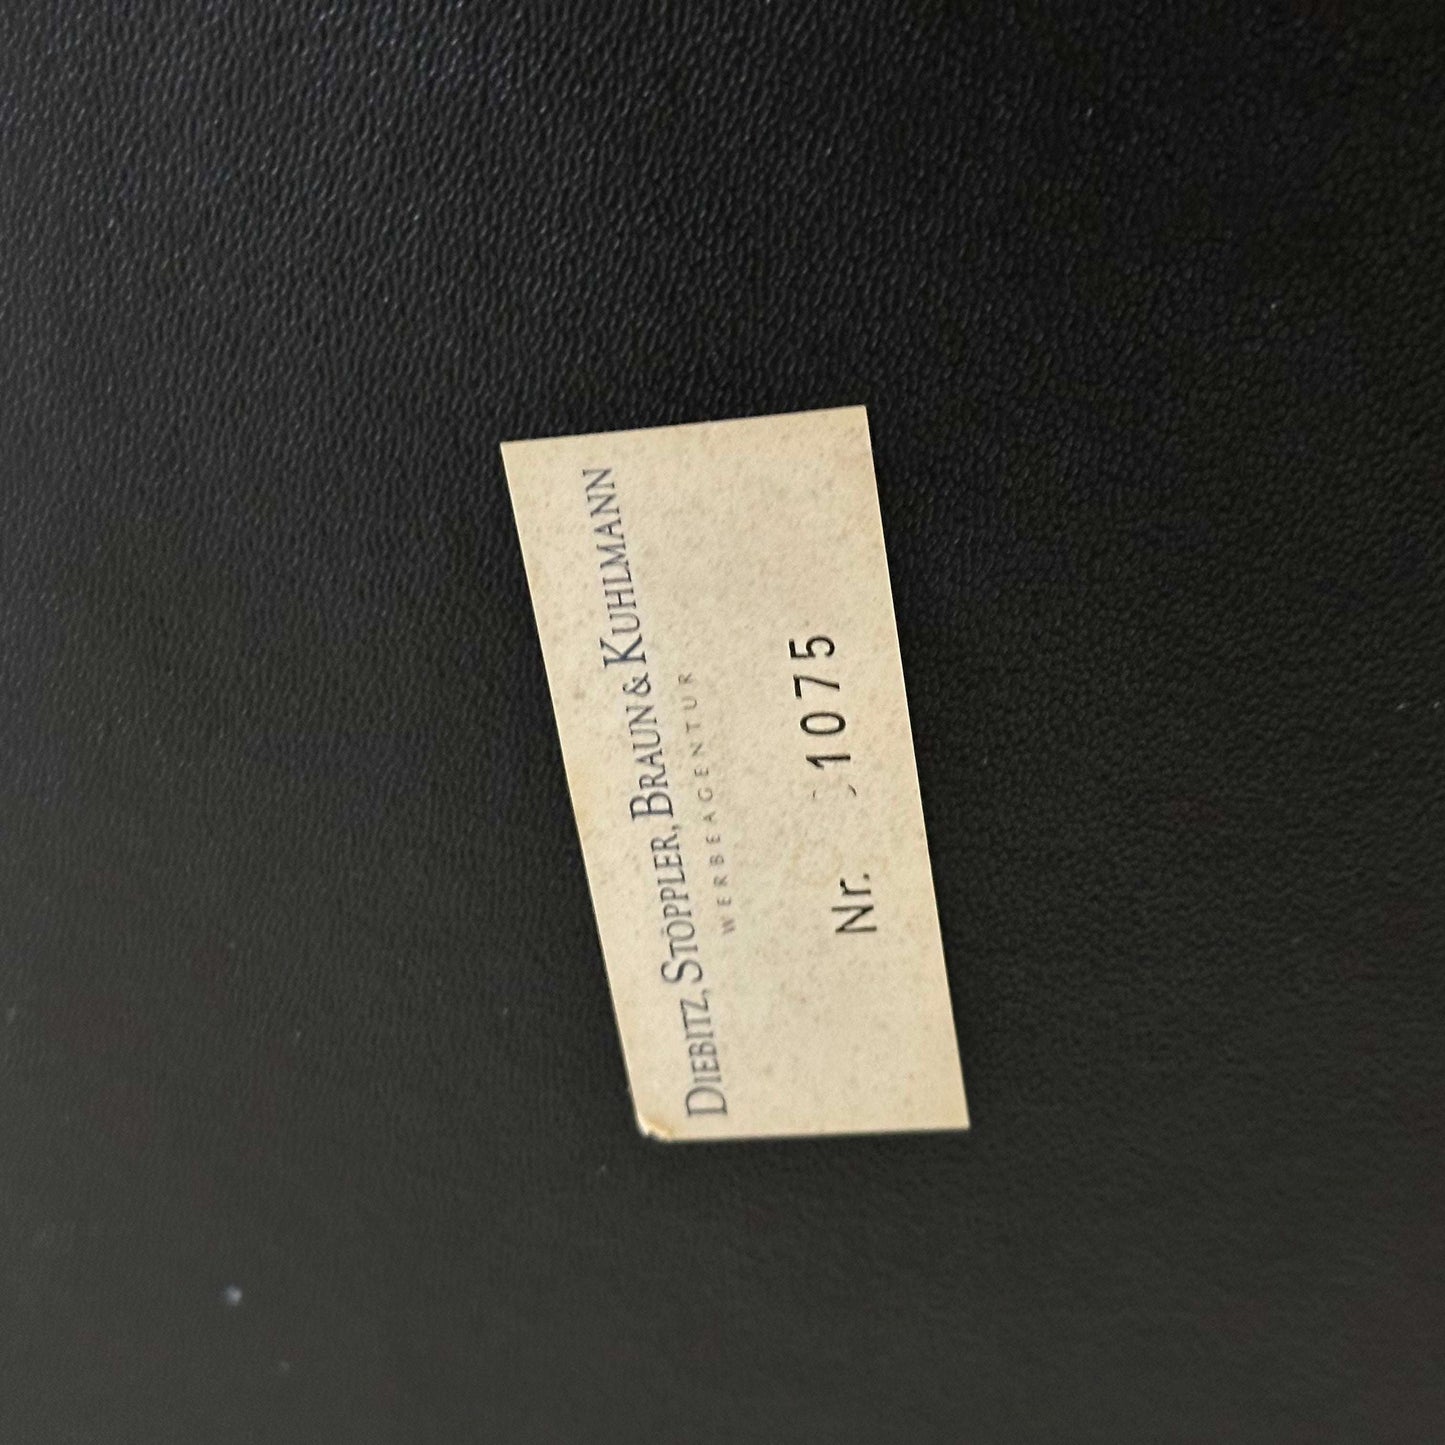 DIEBITZ, STÖPPLER, BRAUN & KUHLMANN
WERBEAGENTUR
Nr. 1075